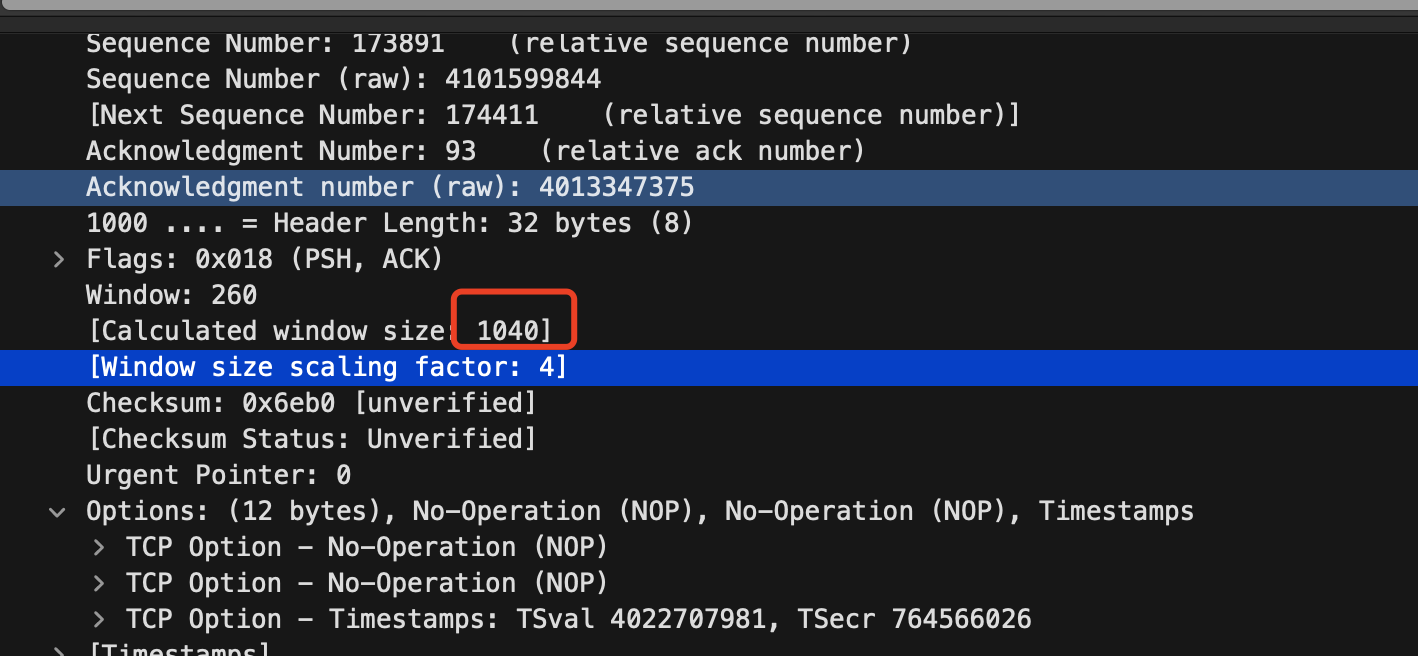 Sequence Number: 173891    (relative sequence number)
Sequence Number (raw): 4101599844
[Next Sequence Number: 174411    (relative sequence number)]
Acknowledgment Number: 93    (relative ack number)
Acknowledgment number (raw): 4013347375
1000 .... = Header Length: 32 bytes (8)
Flags: 0x018 (PSH, ACK)
Window: 260
[Calculated window size: 1040]
[Window size scaling factor: 4]
Checksum: 0x6eb0 [unverified]
[Checksum Status: Unverified]
Urgent Pointer: 0
Options: (12 bytes), No-Operation (NOP), No-Operation (NOP), Timestamps
TCP Option – No-Operation (NOP)
TCP Option – No-Operation (NOP)
TCP Option – Timestamps: TSval 4022707981, TSecr 764566026
[Timestamps]